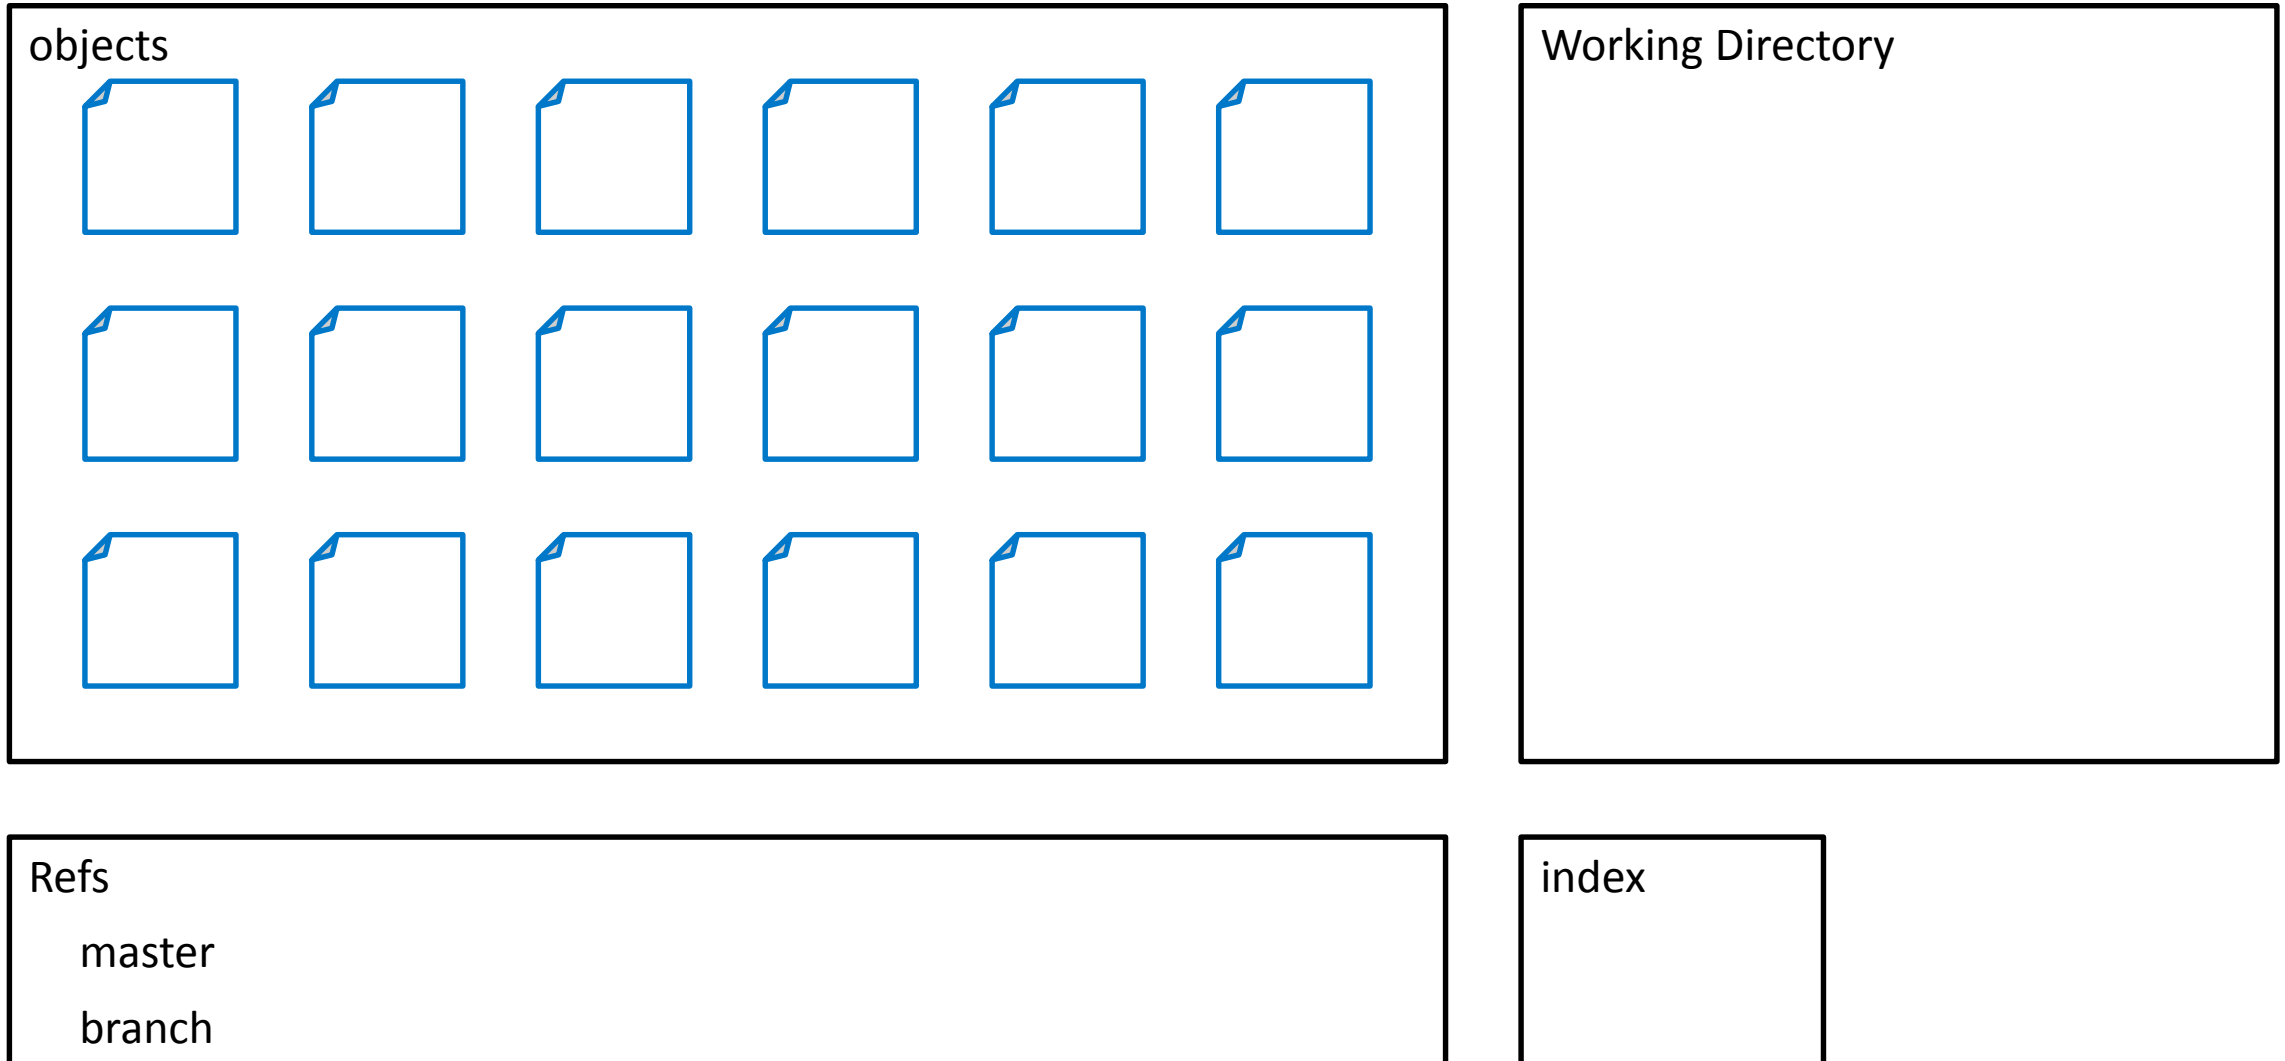 objects
Working Directory
Refs
master
branch
index